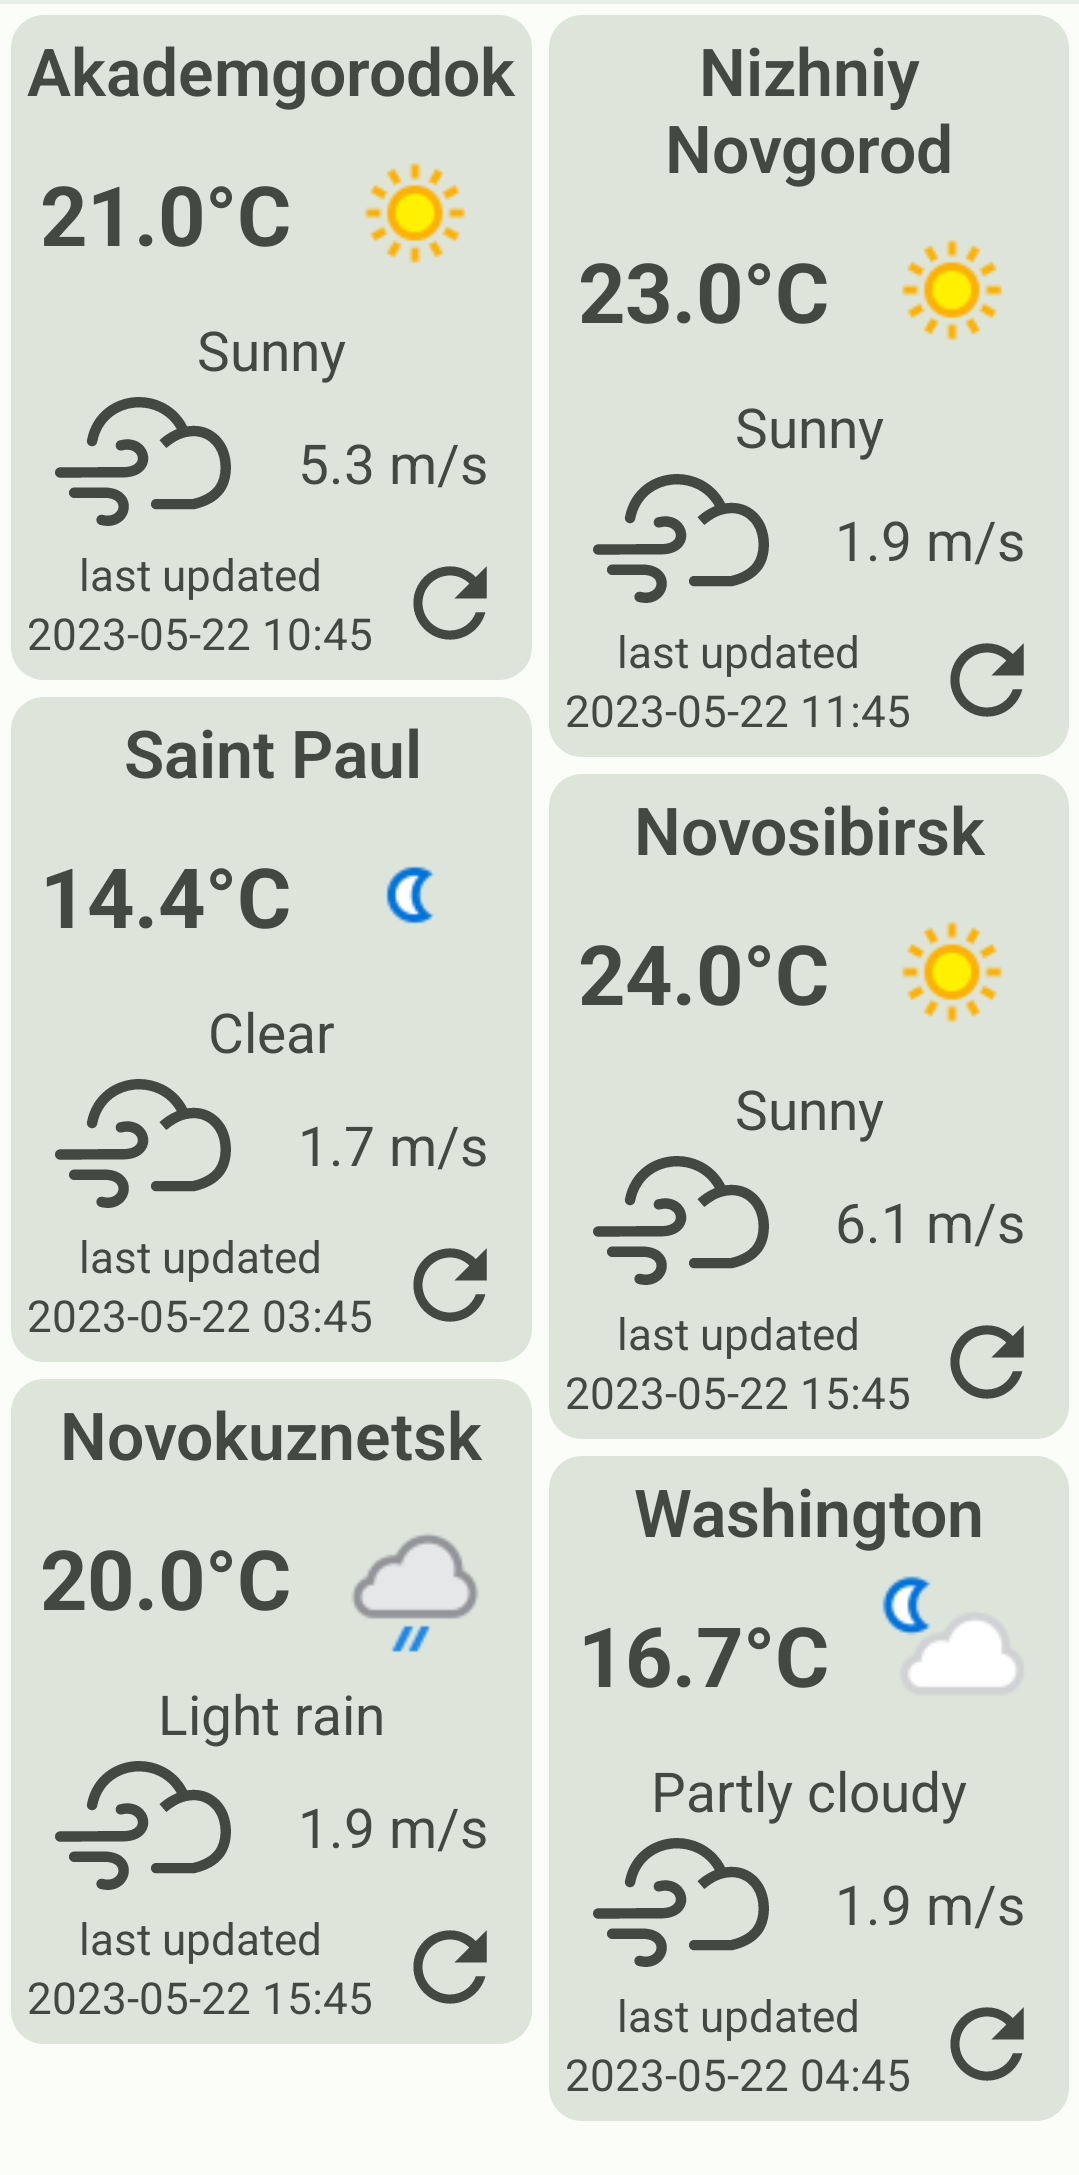 Akademgorodok
21.0°C
Sunny
5.3 m/s
last updated
2023-05-22 10:45
Nizhniy
Novgorod
23.0°C
Sunny
1.9 m/s
last updated
2023-05-22 11:45
Saint Paul
14.4°C
Clear
1.7 m/s
last updated
2023-05-22 03:45
Novosibirsk
24.0°C
Sunny
6.1 m/s
last updated
2023-05-22 15:45
Novokuznetsk
20.0°C
Light rain
1.9 m/s
last updated
2023-05-22 15:45
Washington
16.7°C
Partly cloudy
1.9 m/s
last updated
2023-05-22 04:45